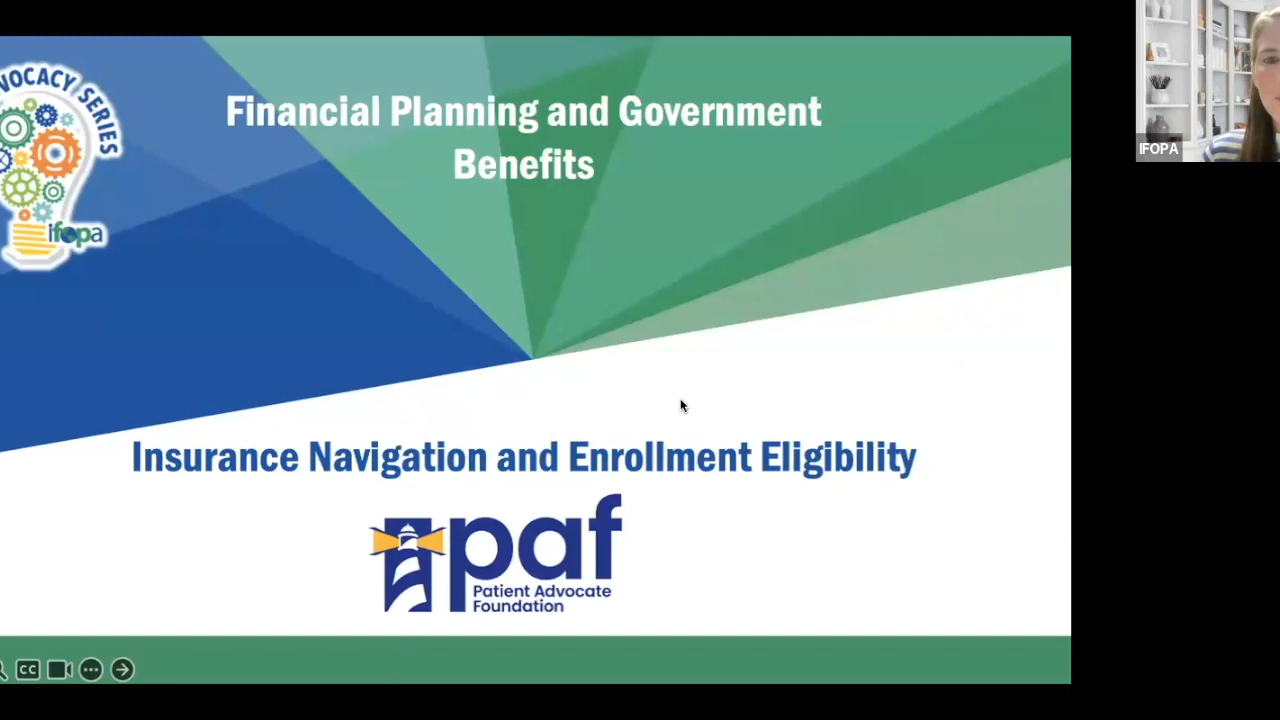 VOCACY SERIES
ifopa
Financial Planning and Government
Benefits
IFOPA
Insurance Navigation and Enrollment Eligibility
paf
Patient Advocate
Foundation
CC